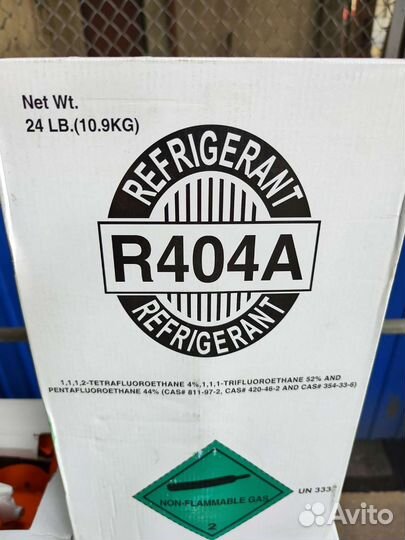 Net Wt.
24 LB.(10.9KG)
REFRIGERANT
R404A
REFRIGERANT
1,1,1,2-TETRAFLUOROETHANE 4%,1,1,1-TRIFLUOROETHANE 52% AND
PENTAFLUOROETHANE 44% (CAS# 811-97-2, CAS# 420-46-2 AND CAS# 354-33-6)
NON-FLAMMABLE GAS
2
UN 333
Avito